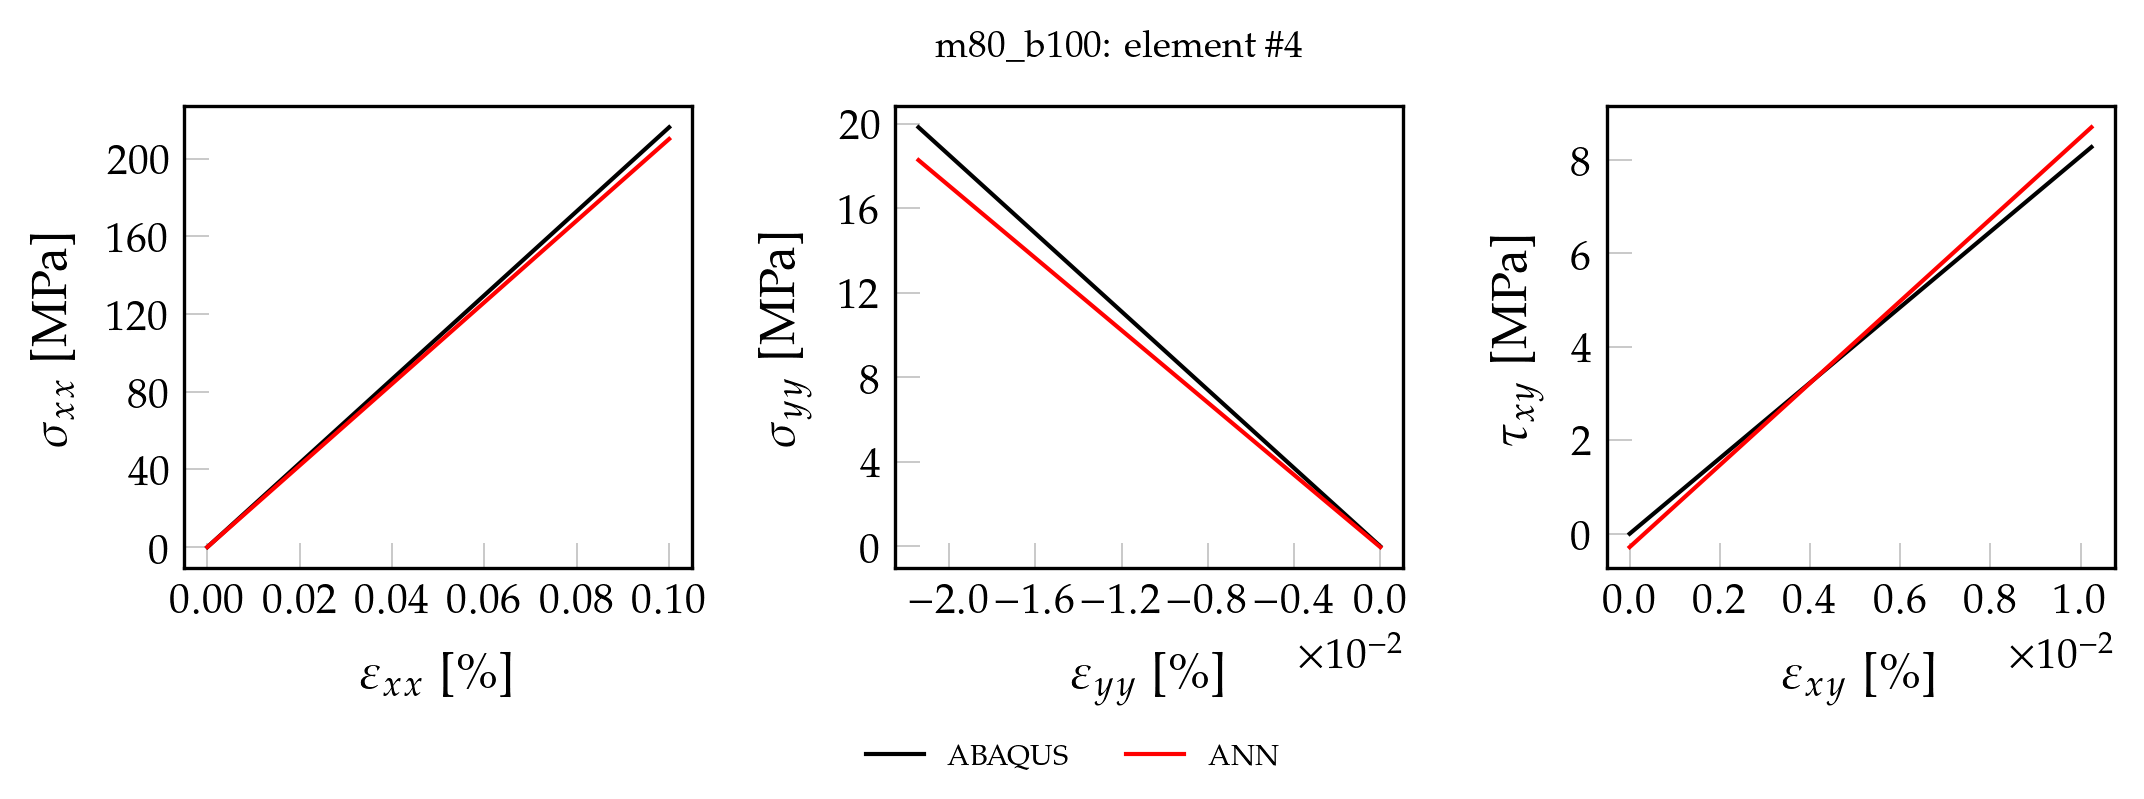 m80_b100: element #4
σxx [MPa]
200
160
120
80
40
0
0.00 0.02 0.04 0.06 0.08 0.10
εxx [%]
σyy [MPa]
20
16
12
8
4
0
−2.0 −1.6 −1.2 −0.8 −0.4 0.0
×10⁻²
εyy [%]
τxy [MPa]
8
6
4
2
0
0.0 0.2 0.4 0.6 0.8 1.0
×10⁻²
εxy [%]
ABAQUS ANN